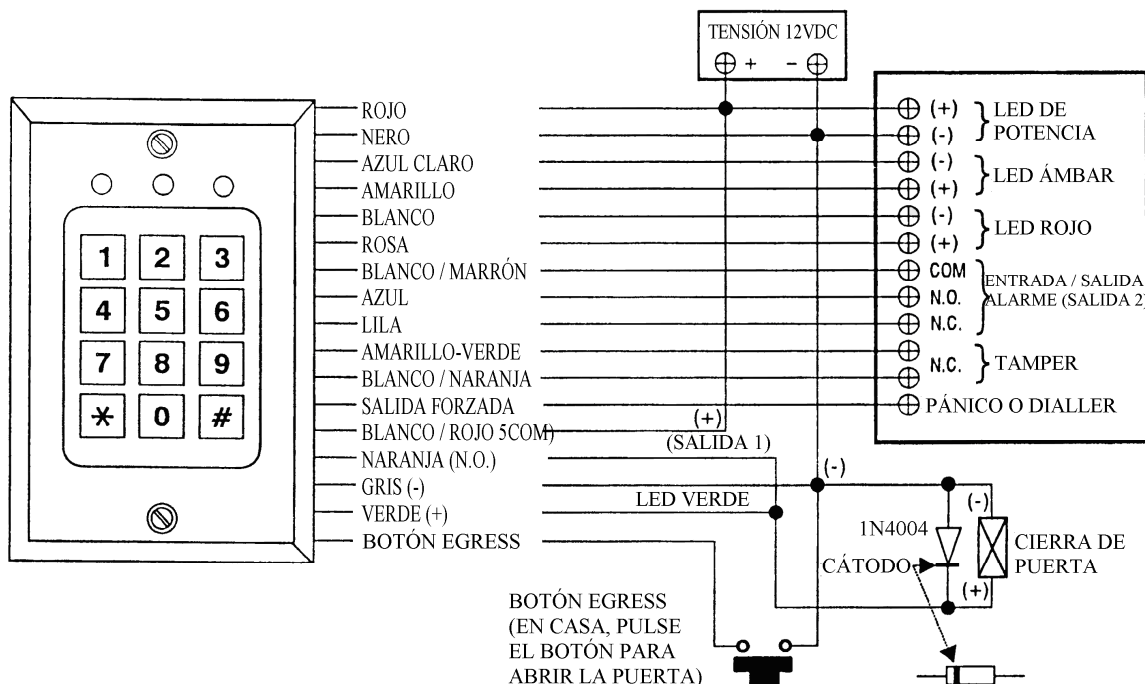 TENSIÓN 12VDC
+ -
ROJO
NERO
AZUL CLARO
AMARILLO
BLANCO
ROSA
BLANCO / MARRÓN
AZUL
LILA
AMARILLO-VERDE
BLANCO / NARANJA
SALIDA FORZADA
BLANCO / ROJO 5COM)
NARANJA (N.O.)
GRIS (-)
VERDE (+)
BOTÓN EGRESS
1 2 3
4 5 6
7 8 9
* 0 #
(+) LED DE
(-) POTENCIA
(-)
(+)
LED ÁMBAR
(-)
(+)
LED ROJO
COM
N.O.
N.C.
ENTRADA / SALIDA
ALARME (SALIDA 2)
N.C. TAMPER
PÁNICO O DIALLER
(+)
(SALIDA 1)
(-)
LED VERDE
1N4004
(-)
CÁTODO
(+)
CIERRA DE
PUERTA
BOTÓN EGRESS
(EN CASA, PULSE
EL BOTÓN PARA
ABRIR LA PUERTA)